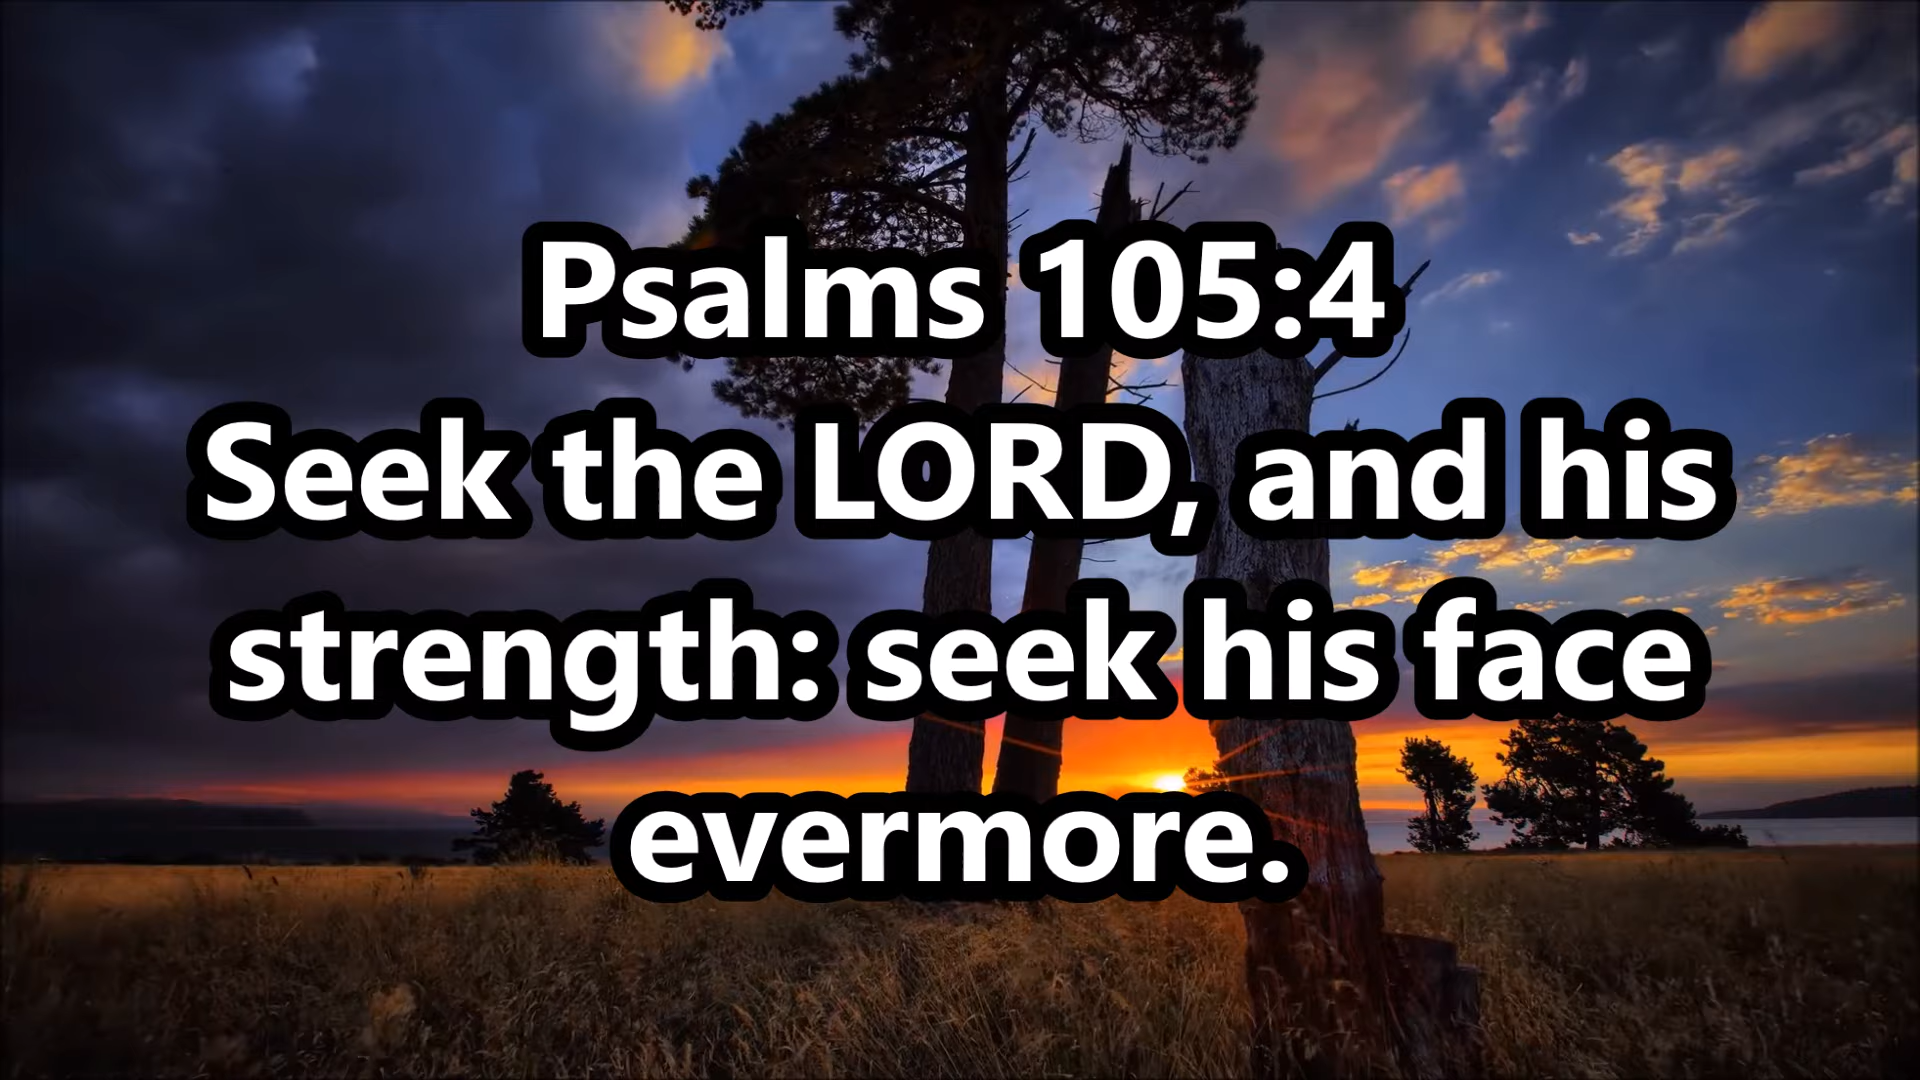 Psalms 105:4
Seek the LORD, and his
strength: seek his face
evermore.